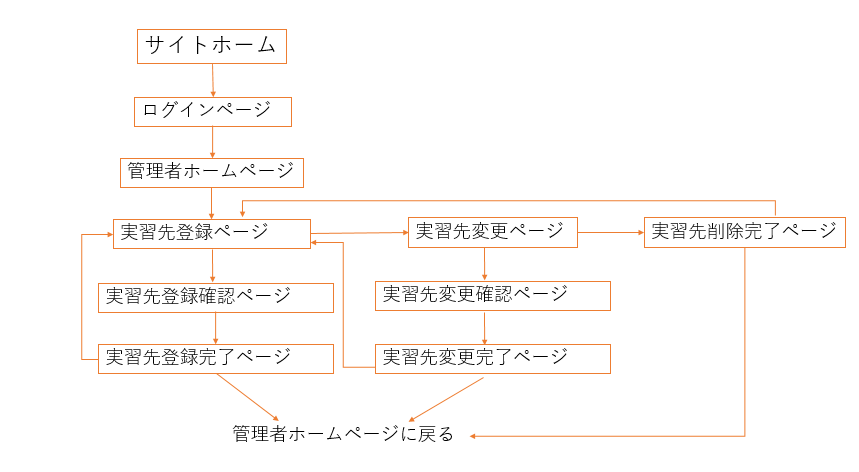 サイトホーム
ログインページ
管理者ホームページ
実習先登録ページ
実習先変更ページ
実習先削除完了ページ
実習先登録確認ページ
実習先変更確認ページ
実習先登録完了ページ
実習先変更完了ページ
管理者ホームページに戻る